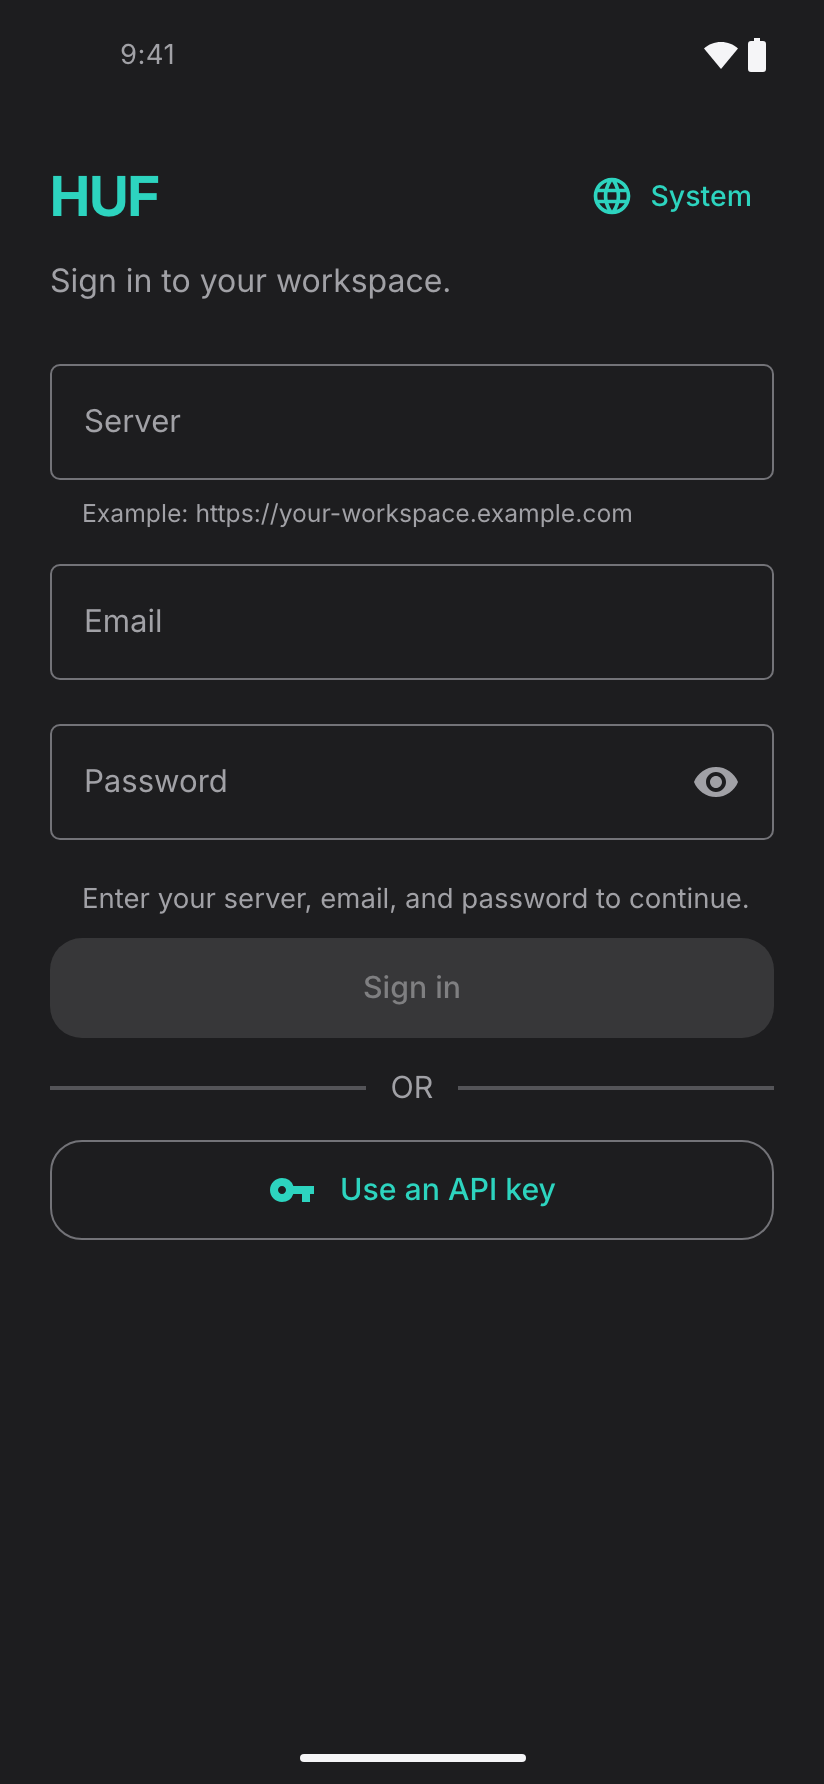 9:41
HUF
System
Sign in to your workspace.
Server
Example: https://your-workspace.example.com
Email
Password
Enter your server, email, and password to continue.
Sign in
OR
Use an API key